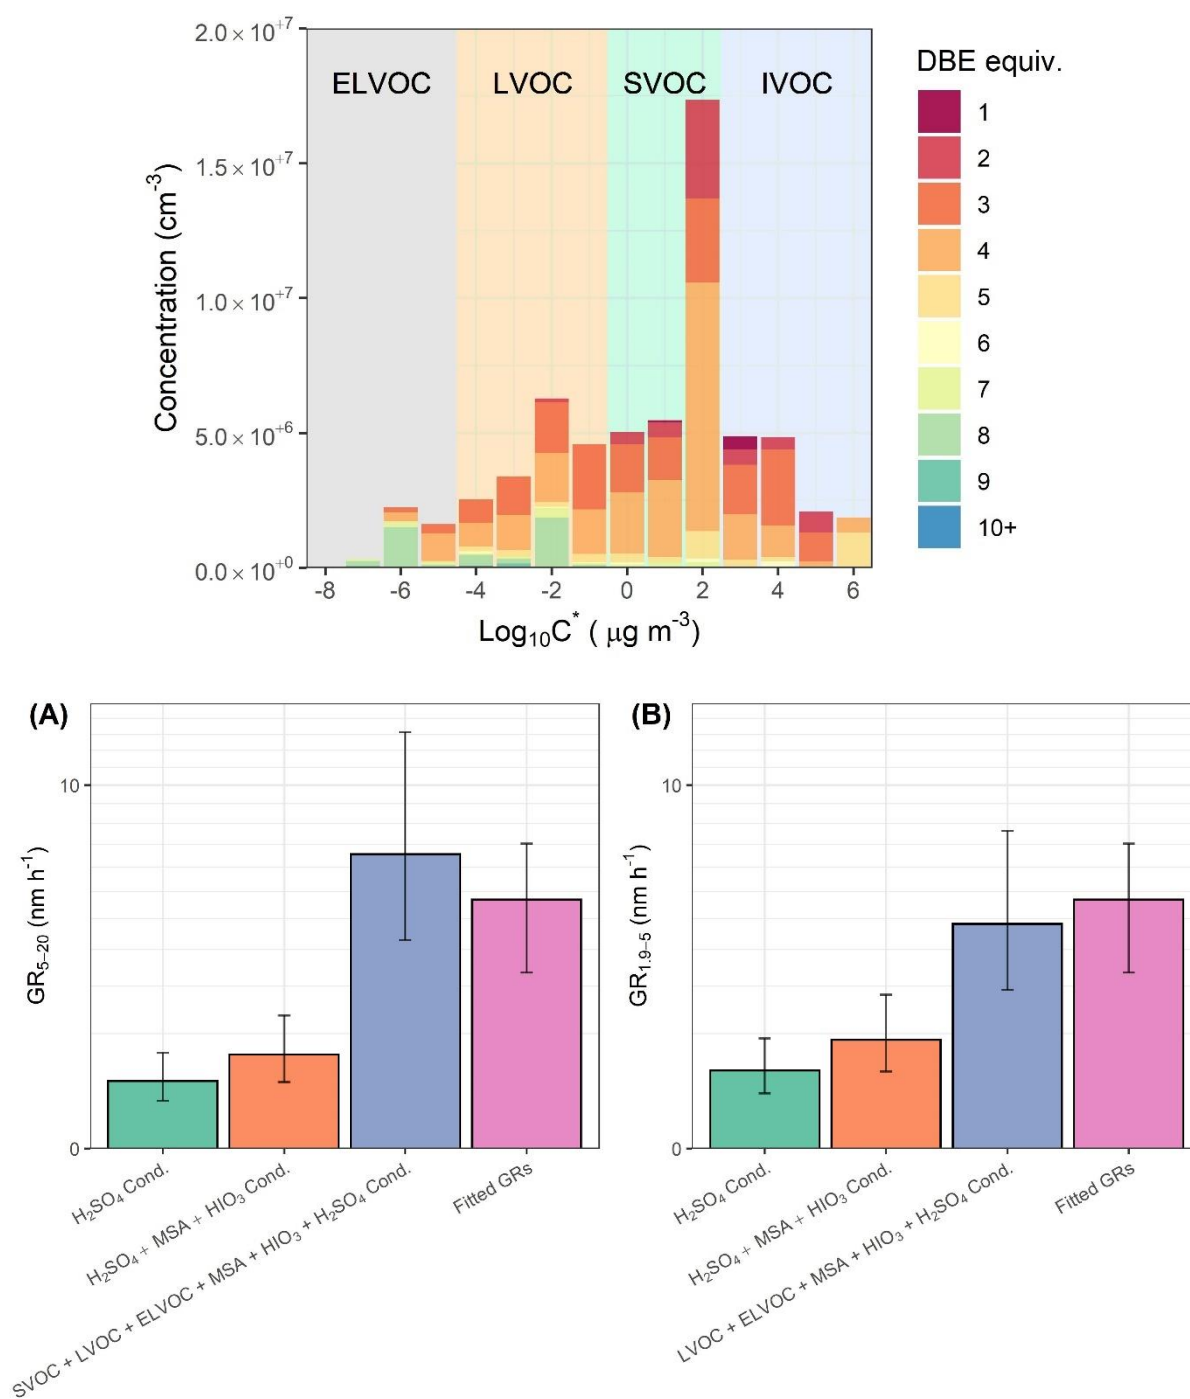 2.0 × 10⁺⁷
1.5 × 10⁺⁷
1.0 × 10⁺⁷
5.0 × 10⁺⁶
0.0 × 10⁺⁰
Concentration (cm⁻³)
ELVOC LVOC SVOC IVOC
-8 -6 -4 -2 0 2 4 6
Log₁₀C* ( μg m⁻³)
DBE equiv.
1
2
3
4
5
6
7
8
9
10+
(A)
10
0
GR₅₋₂₀ (nm h⁻¹)
H₂SO₄ Cond.
H₂SO₄ + MSA + HIO₃ Cond.
SVOC + LVOC + ELVOC + MSA + HIO₃ + H₂SO₄ Cond.
Fitted GRs
(B)
10
0
GR₁.₉₋₅ (nm h⁻¹)
H₂SO₄ Cond.
H₂SO₄ + MSA + HIO₃ Cond.
LVOC + ELVOC + MSA + HIO₃ + H₂SO₄ Cond.
Fitted GRs